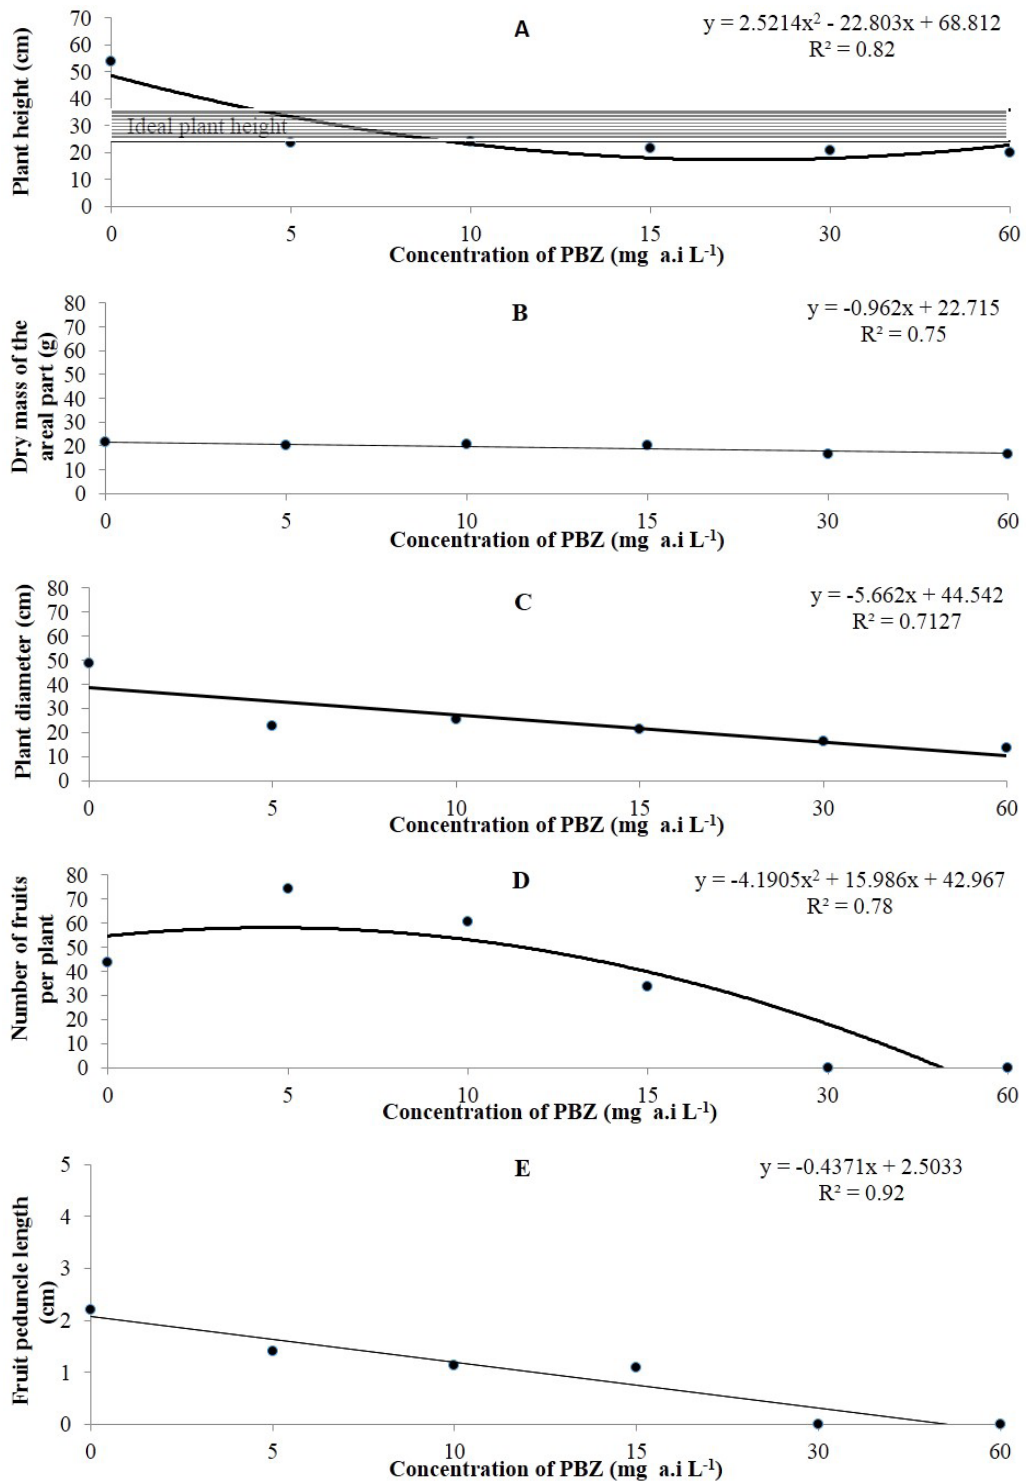 A
y = 2.5214x² - 22.803x + 68.812
R² = 0.82
Plant height (cm)
70
60
50
40
30
20
10
0
Ideal plant height
0 5 10 15 30 60
Concentration of PBZ (mg a.i L⁻¹)
B
y = -0.962x + 22.715
R² = 0.75
Dry mass of the
areal part (g)
80
70
60
50
40
30
20
10
0
0 5 10 15 30 60
Concentration of PBZ (mg a.i L⁻¹)
C
y = -5.662x + 44.542
R² = 0.7127
Plant diameter (cm)
80
70
60
50
40
30
20
10
0
0 5 10 15 30 60
Concentration of PBZ (mg a.i L⁻¹)
D
y = -4.1905x² + 15.986x + 42.967
R² = 0.78
Number of fruits
per plant
80
70
60
50
40
30
20
10
0
0 5 10 15 30 60
Concentration of PBZ (mg a.i L⁻¹)
E
y = -0.4371x + 2.5033
R² = 0.92
Fruit peduncle length
(cm)
5
4
3
2
1
0
0 5 10 15 30 60
Concentration of PBZ (mg a.i L⁻¹)